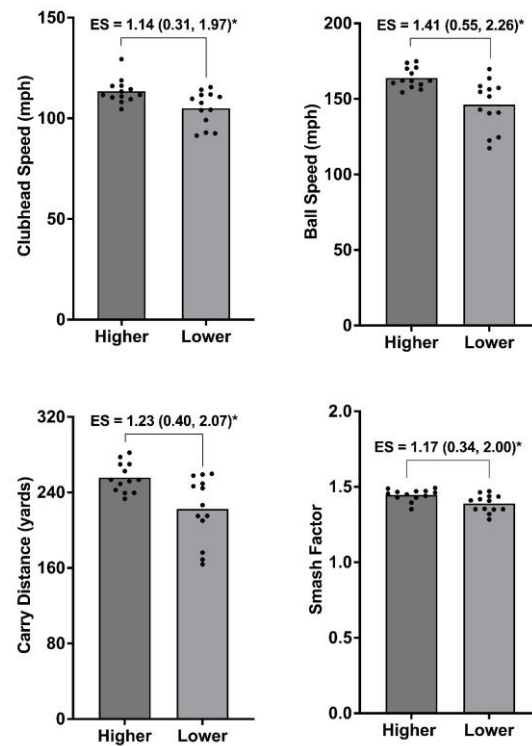 ES = 1.14 (0.31, 1.97)*
Clubhead Speed (mph)
150
100
50
0
Higher Lower
ES = 1.41 (0.55, 2.26)*
Ball Speed (mph)
200
150
100
50
0
Higher Lower
ES = 1.23 (0.40, 2.07)*
Carry Distance (yards)
320
240
160
80
0
Higher Lower
ES = 1.17 (0.34, 2.00)*
Smash Factor
2.0
1.5
1.0
0.5
0.0
Higher Lower